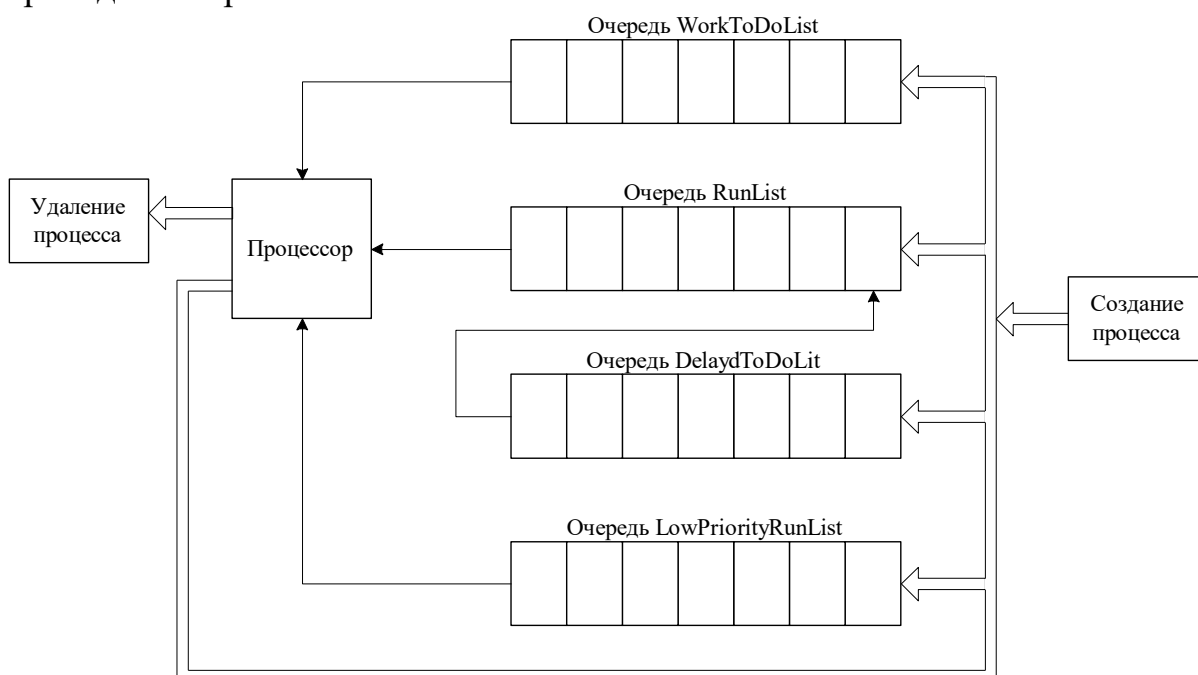 Очередь WorkToDoList
Очередь RunList
Удаление
процесса
Процессор
Создание
процесса
Очередь DelaydToDoLit
Очередь LowPriorityRunList